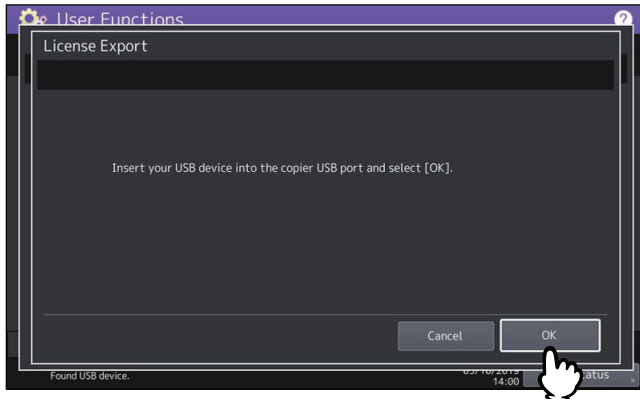 User Functions
?
License Export
Insert your USB device into the copier USB port and select [OK].
Cancel
OK
Found USB device.
14:00